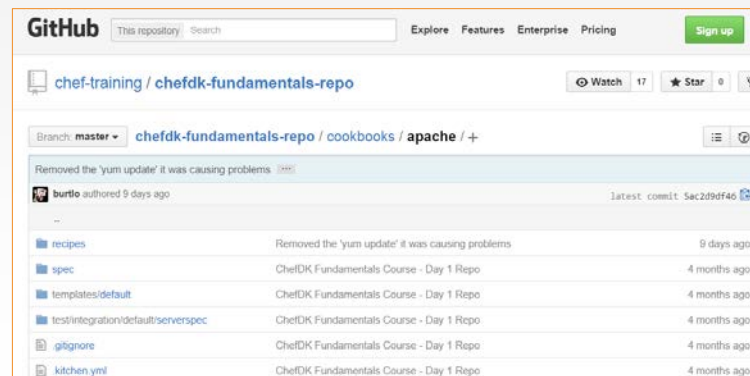 GitHub This repository Search Explore Features Enterprise Pricing Sign up
chef-training / chefdk-fundamentals-repo Watch 17 Star 0
Branch: master chefdk-fundamentals-repo / cookbooks / apache / +
Removed the 'yum update' it was causing problems ...
burtlo authored 9 days ago latest commit 5ac2d9df46
..
recipes Removed the 'yum update' it was causing problems 9 days ago
spec ChefDK Fundamentals Course - Day 1 Repo 4 months ago
templates/default ChefDK Fundamentals Course - Day 1 Repo 4 months ago
test/integration/default/serverspec ChefDK Fundamentals Course - Day 1 Repo 4 months ago
.gitignore ChefDK Fundamentals Course - Day 1 Repo 4 months ago
.kitchen.yml ChefDK Fundamentals Course - Day 1 Repo 4 months ago